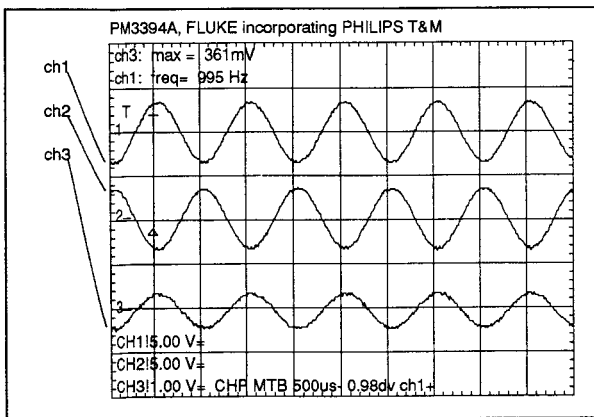 PM3394A, FLUKE incorporating PHILIPS T&M
ch3: max = 361mV
ch1: freq= 995 Hz
ch1
ch2
ch3
T
1
2
3
CH1!5.00 V=
CH2!5.00 V=
CH3!1.00 V= CHP MTB 500us- 0.98dv ch1+